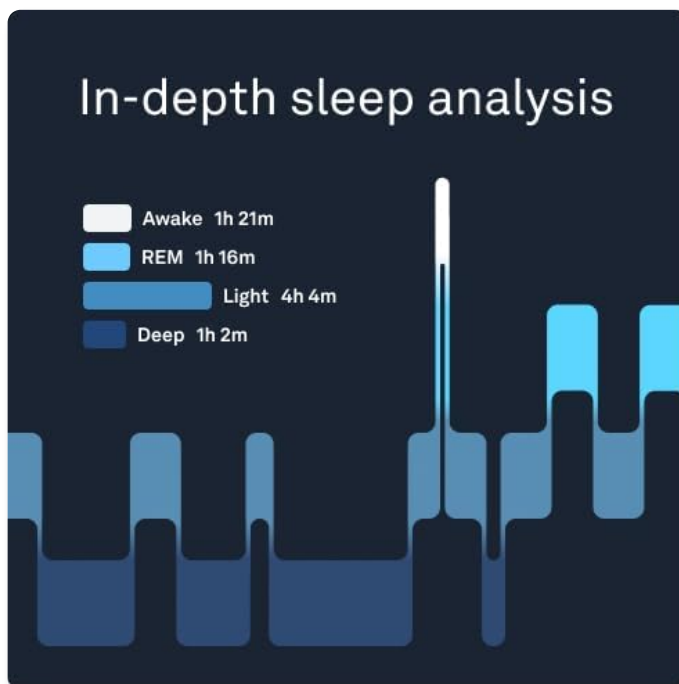 In-depth sleep analysis
Awake 1h 21m
REM 1h 16m
Light 4h 4m
Deep 1h 2m